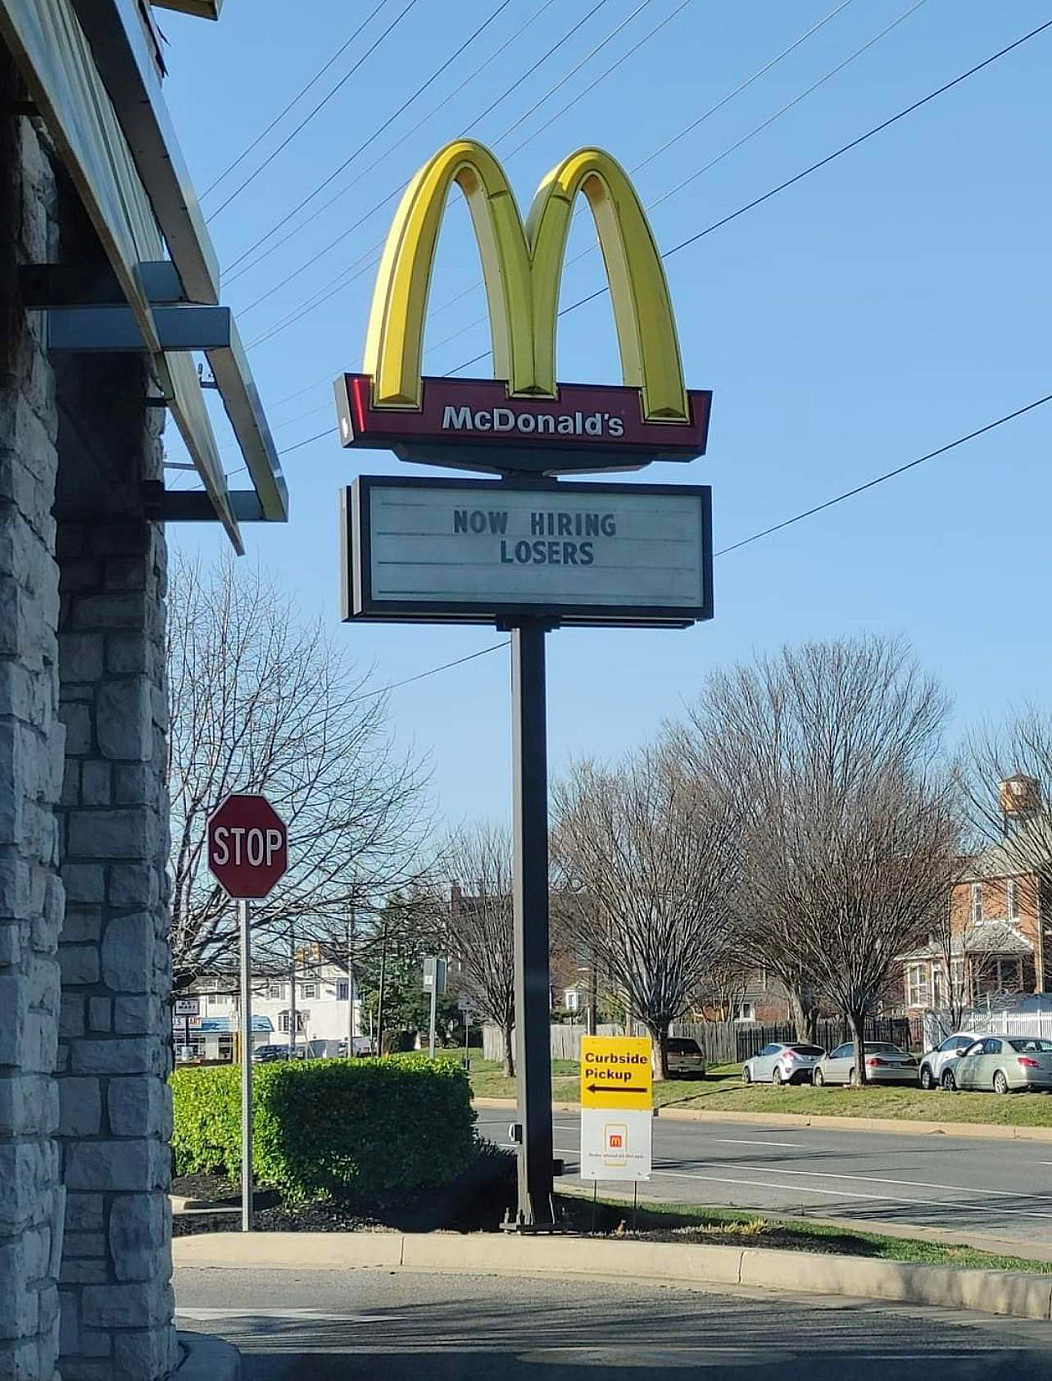 McDonald's
NOW HIRING
LOSERS
STOP
Curbside
Pickup